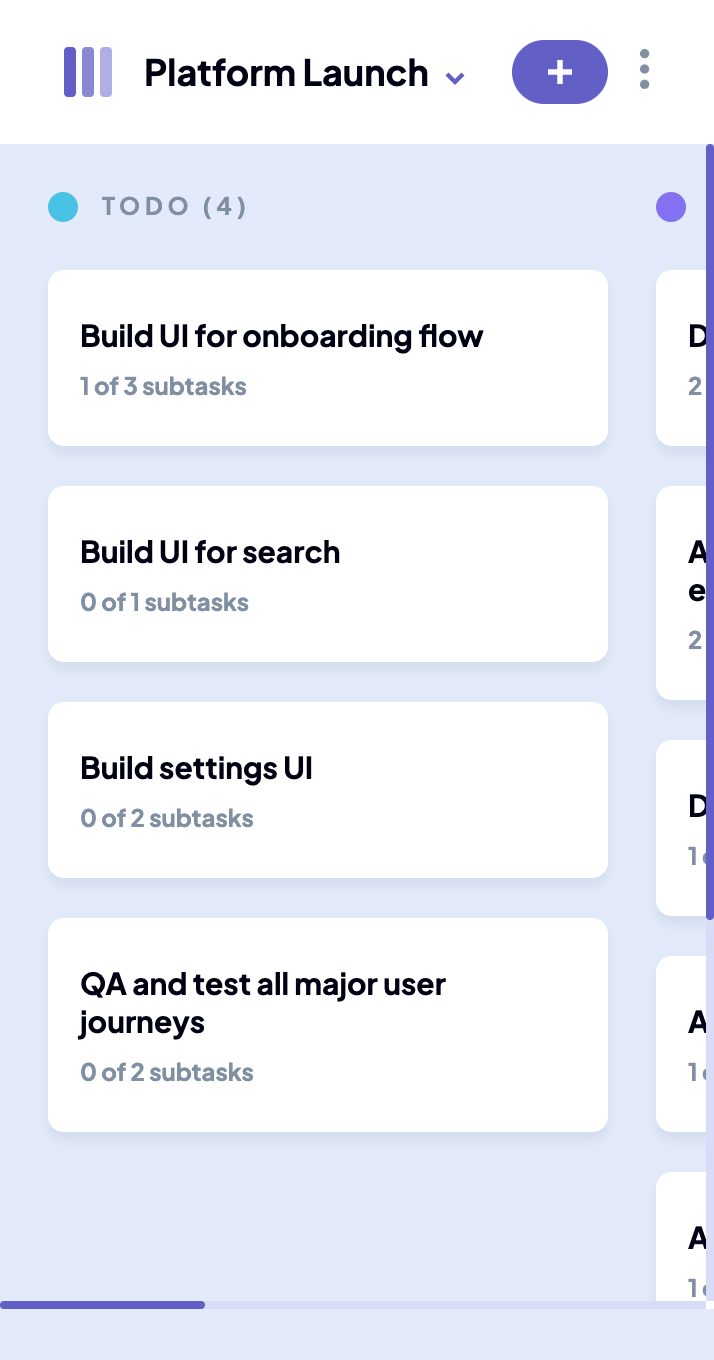 Platform Launch
TODO (4)
Build UI for onboarding flow
1 of 3 subtasks
Build UI for search
0 of 1 subtasks
Build settings UI
0 of 2 subtasks
QA and test all major user
journeys
0 of 2 subtasks
2
2
1
1
1